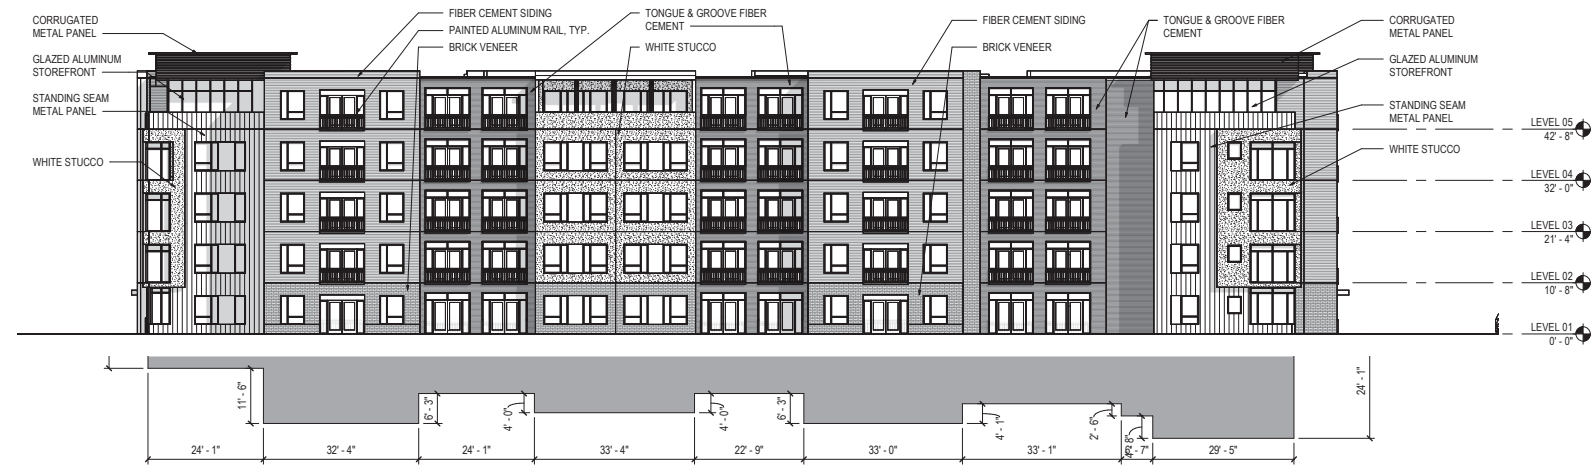 CORRUGATED
METAL PANEL
GLAZED ALUMINUM
STOREFRONT
STANDING SEAM
METAL PANEL
WHITE STUCCO
FIBER CEMENT SIDING
PAINTED ALUMINUM RAIL, TYP.
BRICK VENEER
TONGUE & GROOVE FIBER
CEMENT
WHITE STUCCO
FIBER CEMENT SIDING
BRICK VENEER
TONGUE & GROOVE FIBER
CEMENT
CORRUGATED
METAL PANEL
GLAZED ALUMINUM
STOREFRONT
STANDING SEAM
METAL PANEL
WHITE STUCCO
LEVEL 05
42' - 8"
LEVEL 04
32' - 0"
LEVEL 03
21' - 4"
LEVEL 02
10' - 8"
LEVEL 01
0' - 0"
11' - 6"
6' - 3"
4' - 0"
4' - 0"
6' - 3"
4' - 1"
2' - 6"
24' - 1"
24' - 1"
32' - 4"
24' - 1"
33' - 4"
22' - 9"
33' - 0"
33' - 1"
29' - 5"